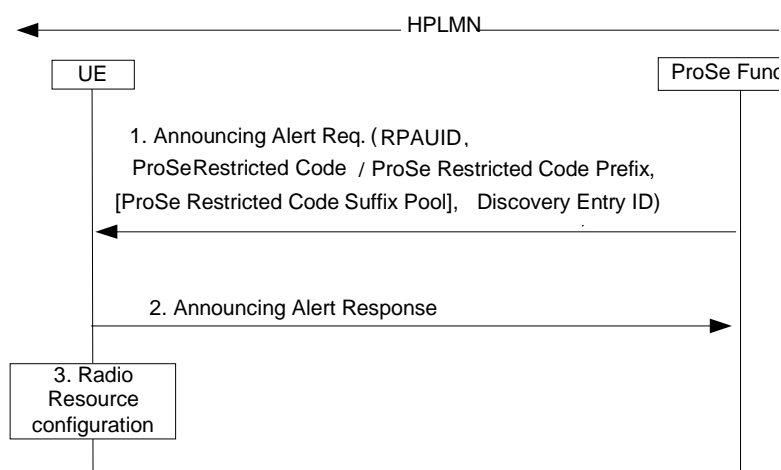 HPLMN
UE
ProSe Func
1. Announcing Alert Req. (RPAUID,
ProSeRestricted Code / ProSe Restricted Code Prefix,
[ProSe Restricted Code Suffix Pool], Discovery Entry ID)
2. Announcing Alert Response
3. Radio
Resource
configuration